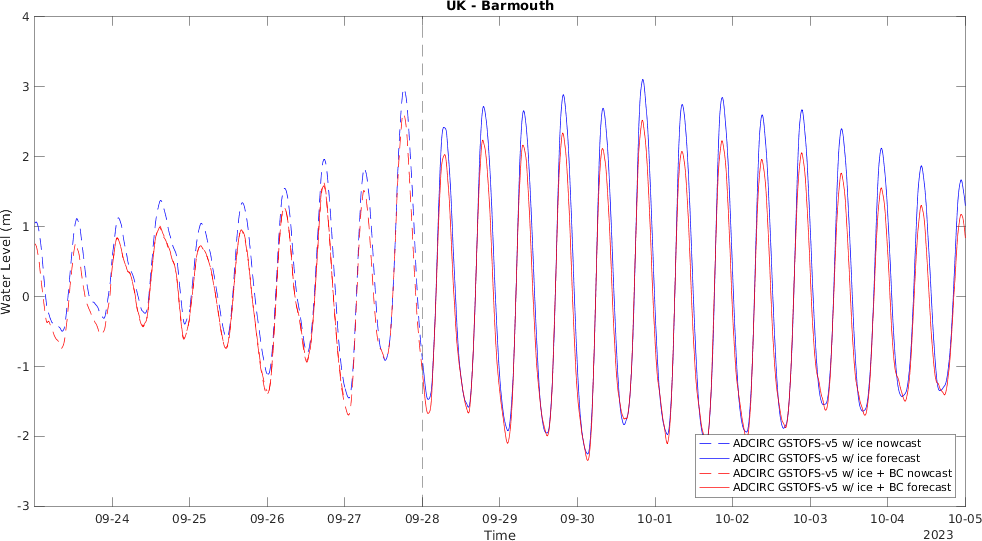 UK - Barmouth
4
3
2
1
0
-1
-2
-3
Water Level (m)
ADCIRC GSTOFS-v5 w/ ice nowcast
ADCIRC GSTOFS-v5 w/ ice forecast
ADCIRC GSTOFS-v5 w/ ice + BC nowcast
ADCIRC GSTOFS-v5 w/ ice + BC forecast
09-24 09-25 09-26 09-27 09-28 09-29 09-30 10-01 10-02 10-03 10-04 10-05
Time
2023